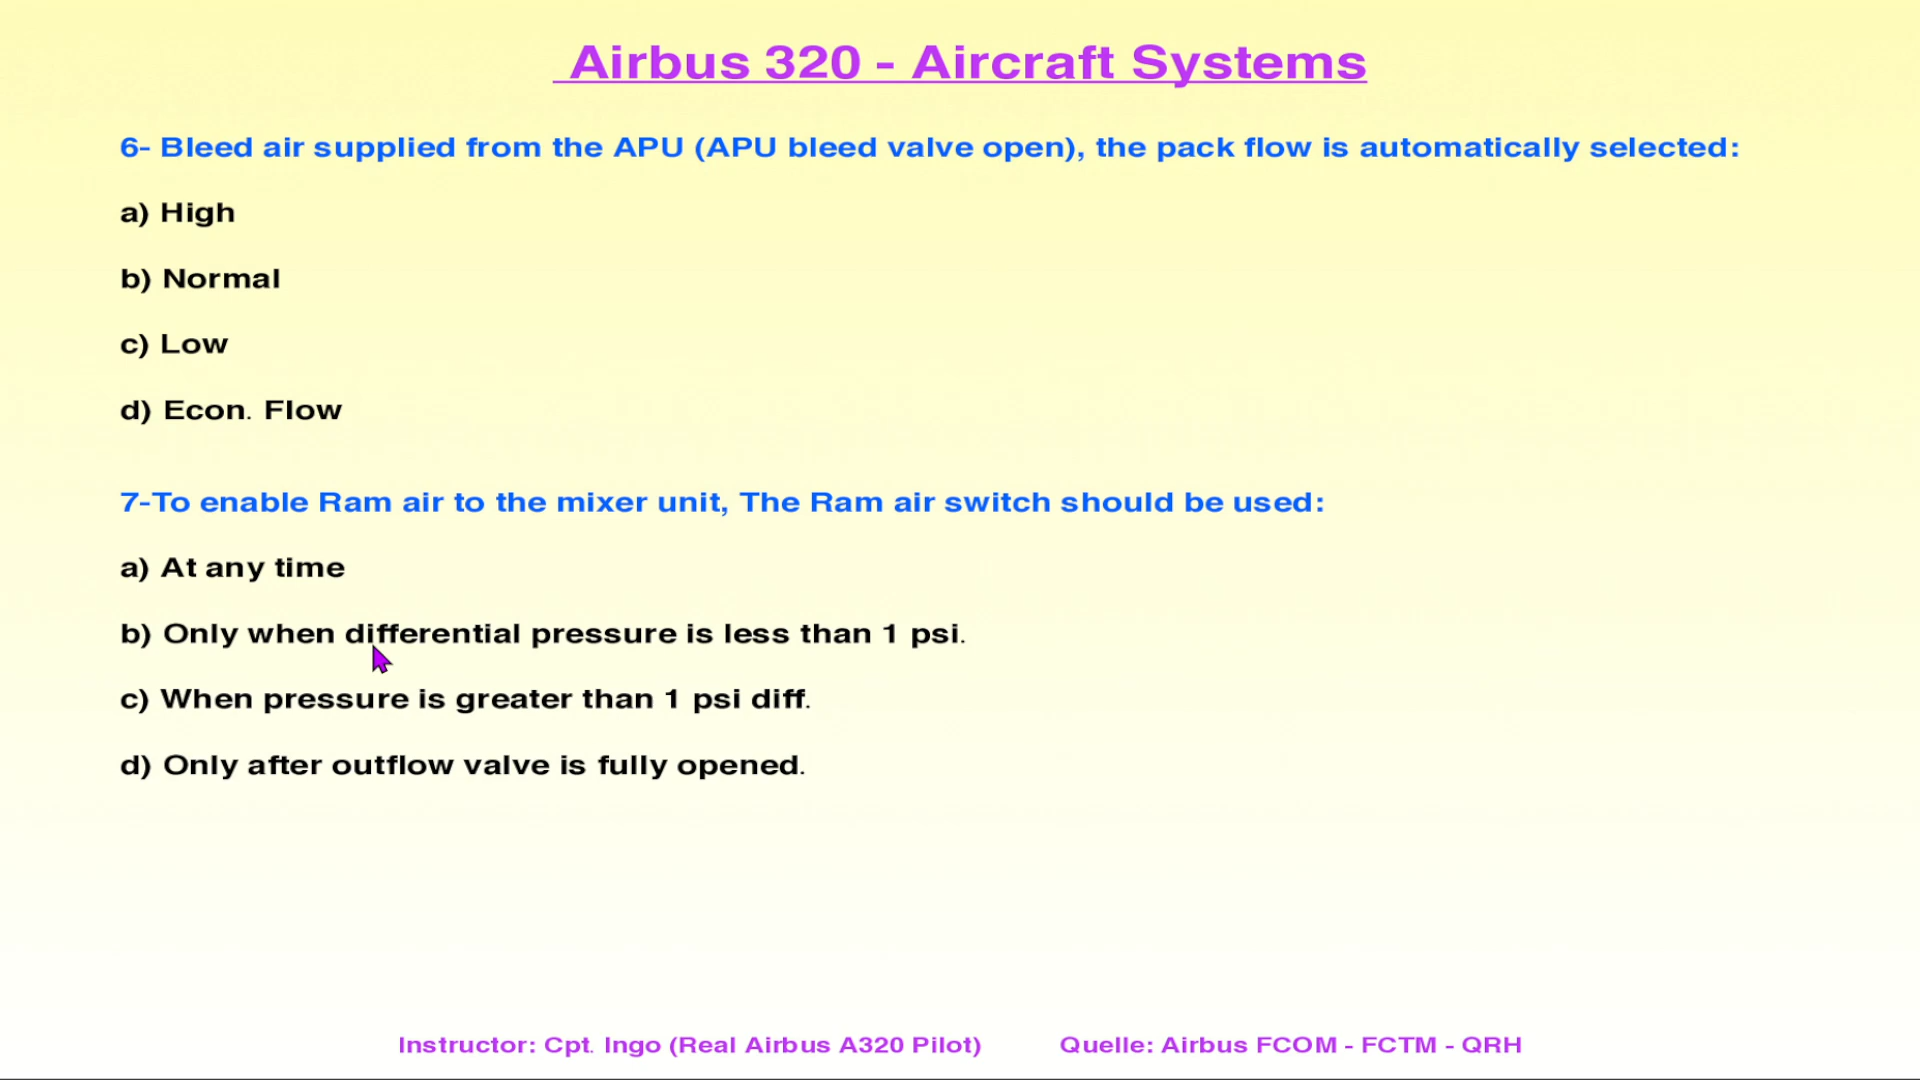 Airbus 320 - Aircraft Systems
6- Bleed air supplied from the APU (APU bleed valve open), the pack flow is automatically selected:
a) High
b) Normal
c) Low
d) Econ. Flow
7-To enable Ram air to the mixer unit, The Ram air switch should be used:
a) At any time
b) Only when differential pressure is less than 1 psi.
c) When pressure is greater than 1 psi diff.
d) Only after outflow valve is fully opened.
Instructor: Cpt. Ingo (Real Airbus A320 Pilot) Quelle: Airbus FCOM - FCTM - QRH